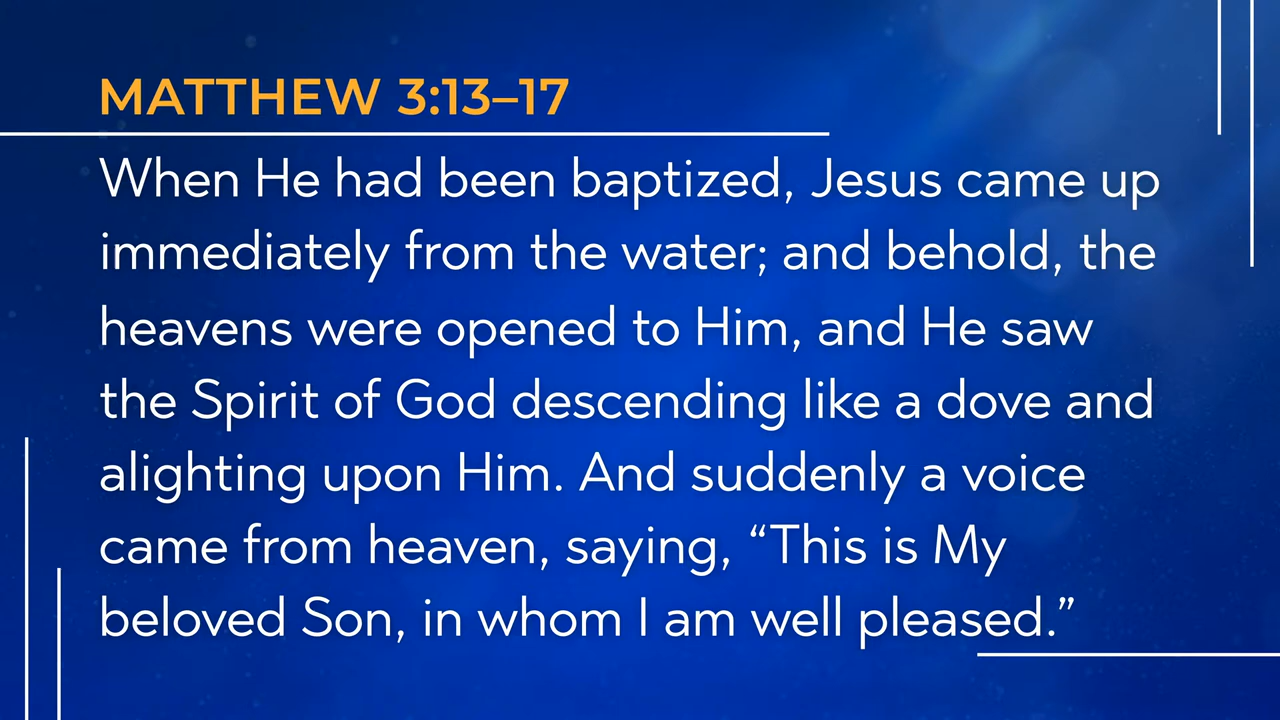 MATTHEW 3:13–17
When He had been baptized, Jesus came up
immediately from the water; and behold, the
heavens were opened to Him, and He saw
the Spirit of God descending like a dove and
alighting upon Him. And suddenly a voice
came from heaven, saying, “This is My
beloved Son, in whom I am well pleased.”